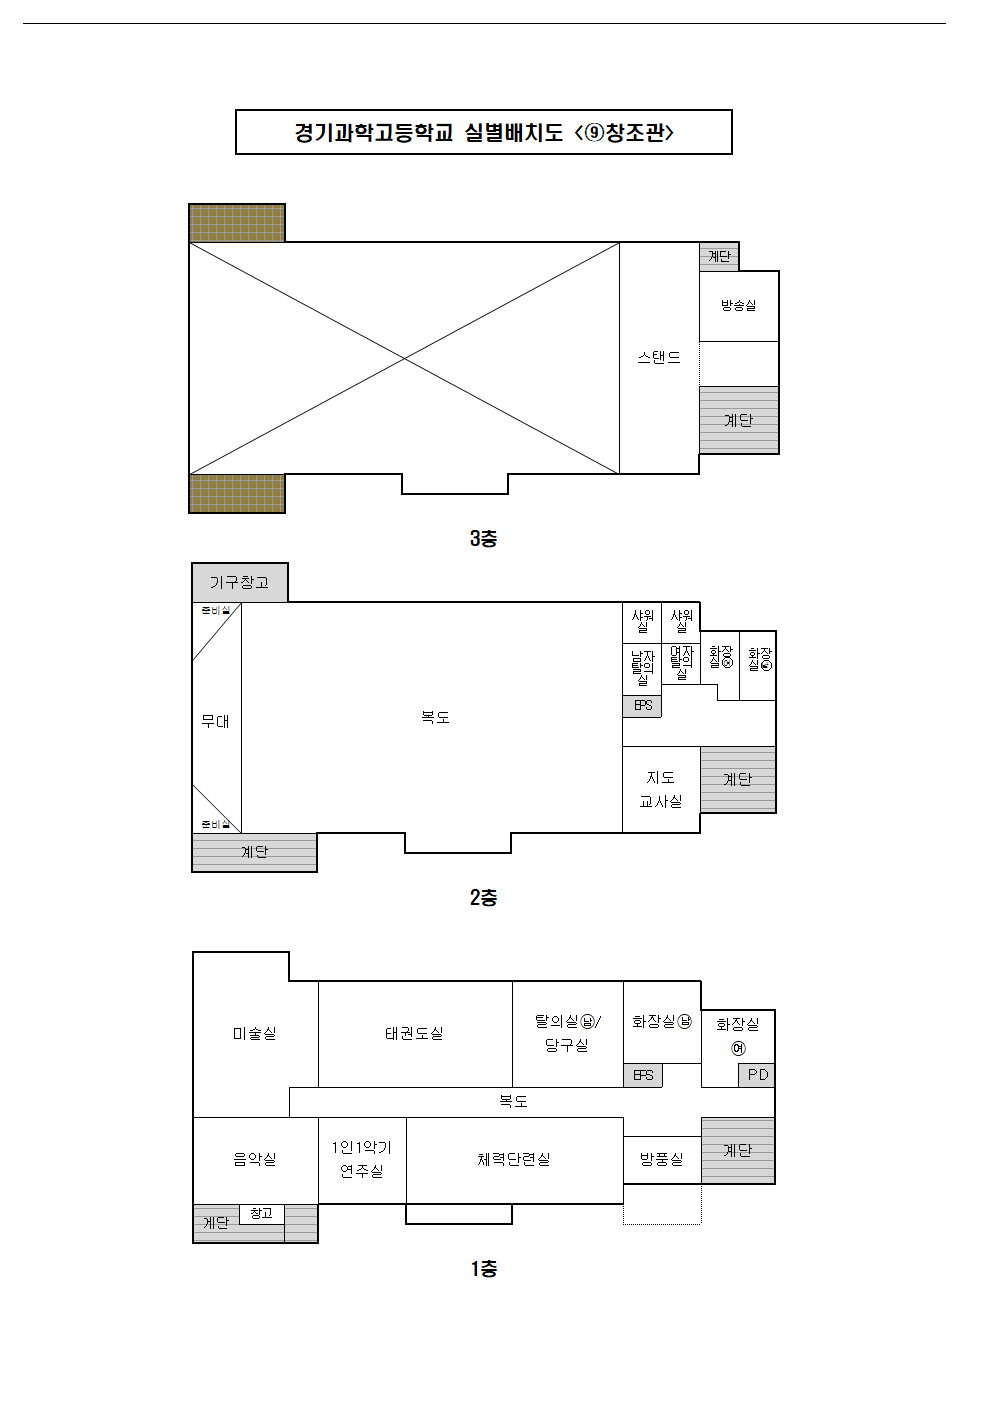 경기과학고등학교 실별배치도 <⑨창조관>
계단
방송실
스탠드
계단
3층
기구창고
준비실
샤워
실
샤워
실
남자
탈의
실
여자
탈의
실
화장
실㉠
화장
실㉠
EPS
무대
복도
지도
교사실
계단
준비실
계단
2층
미술실
태권도실
탈의실㊚/
당구실
화장실㊚
화장실
여
EPS
PD
복도
음악실
1인1악기
연주실
체력단련실
방풍실
계단
계단
창고
1층